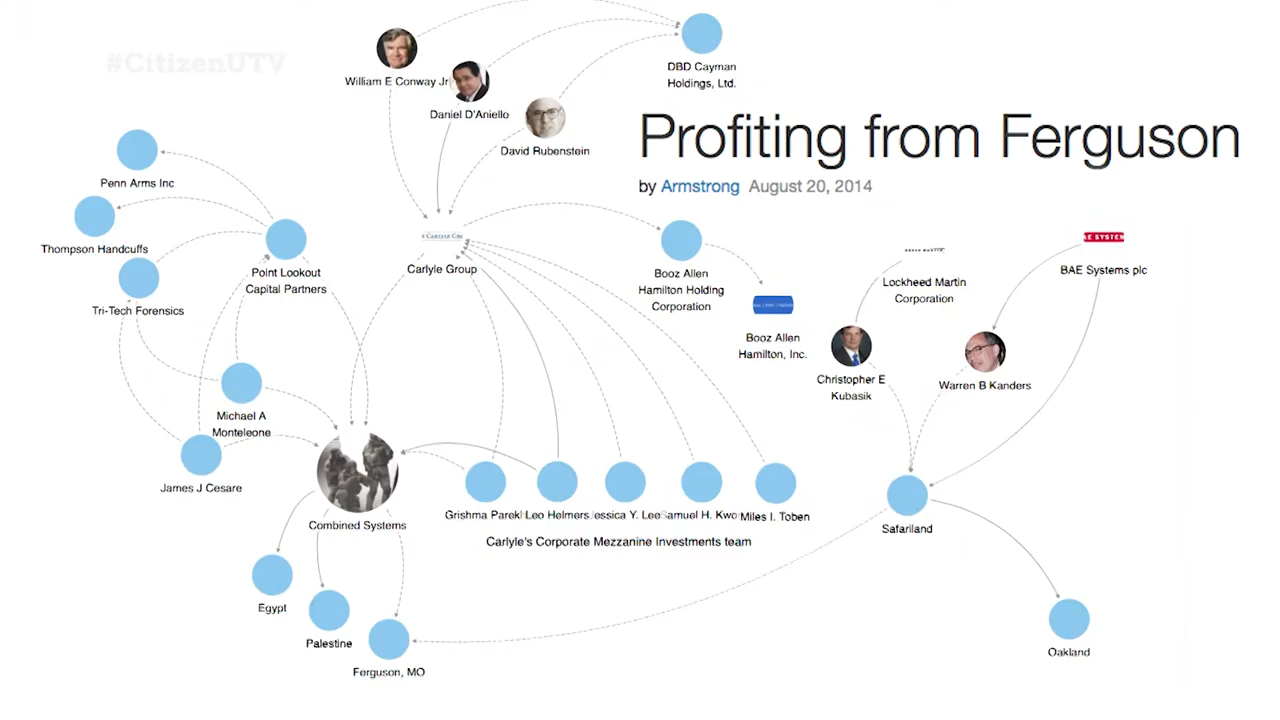 #CitizenUTV
William E Conway Jr
Daniel D'Aniello
David Rubenstein
DBD Cayman
Holdings, Ltd.
Profiting from Ferguson
by Armstrong August 20, 2014
Penn Arms Inc
Thompson Handcuffs
Tri-Tech Forensics
Point Lookout
Capital Partners
Carlyle Group
Booz Allen
Hamilton Holding
Corporation
Booz Allen
Hamilton, Inc.
Lockheed Martin
Corporation
BAE Systems plc
Christopher E
Kubasik
Warren B Kanders
Michael A
Monteleone
James J Cesare
Combined Systems
Grishma Parek
Leo Helmers
essica Y. Lee
amuel H. Kwo
Miles I. Toben
Carlyle's Corporate Mezzanine Investments team
Safariland
Egypt
Palestine
Ferguson, MO
Oakland